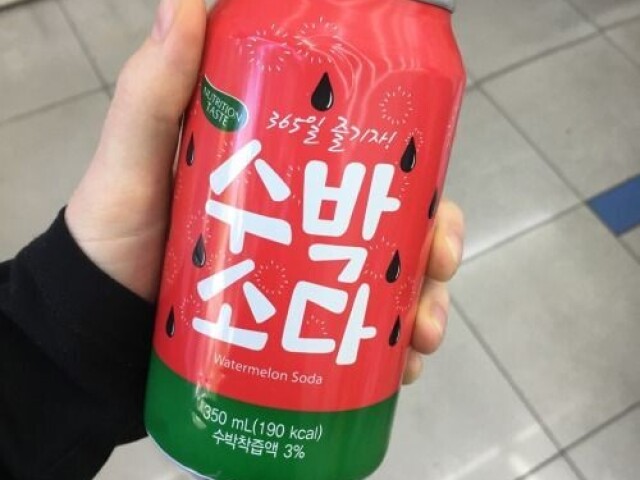 NUTRITION
TASTE
365일 즐기자!
수박
소다
Watermelon Soda
350 mL(190 kcal)
수박착즙액 3%